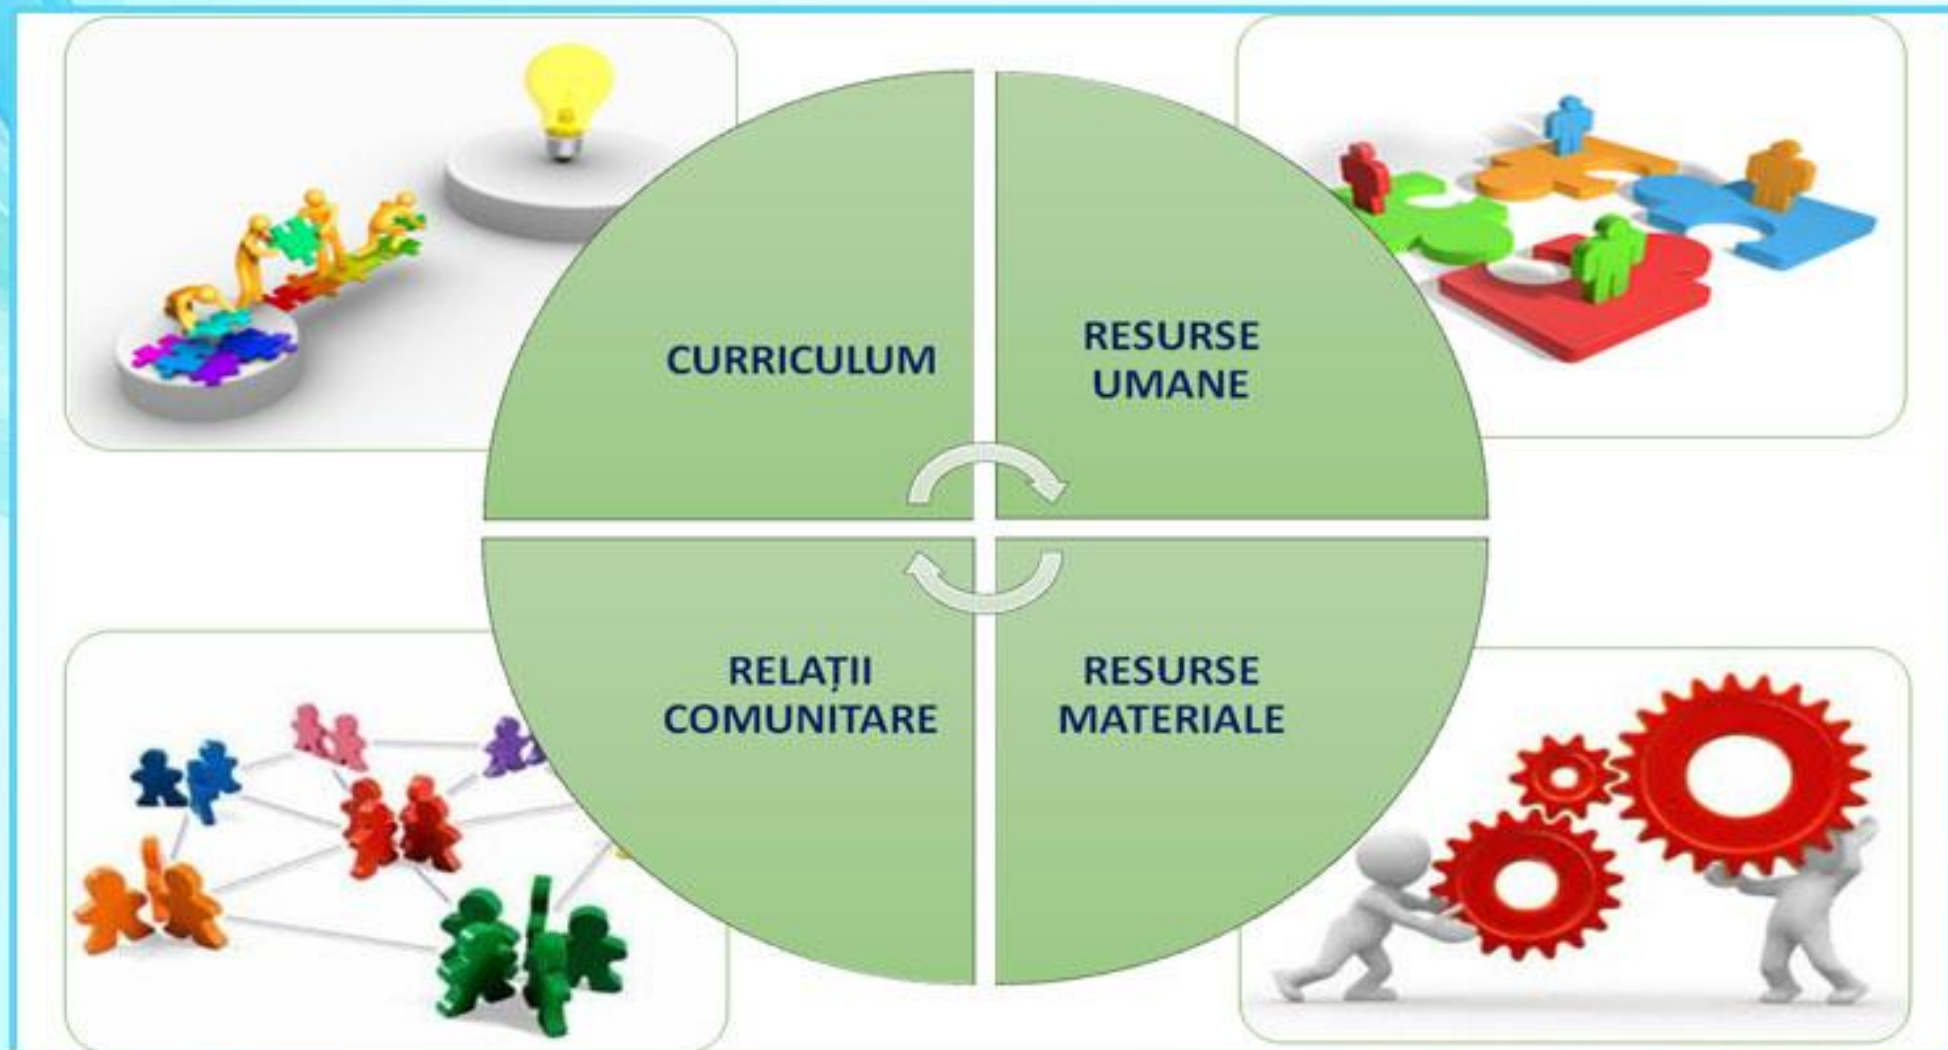 CURRICULUM
RESURSE
UMANE
RELAȚII
COMUNITARE
RESURSE
MATERIALE